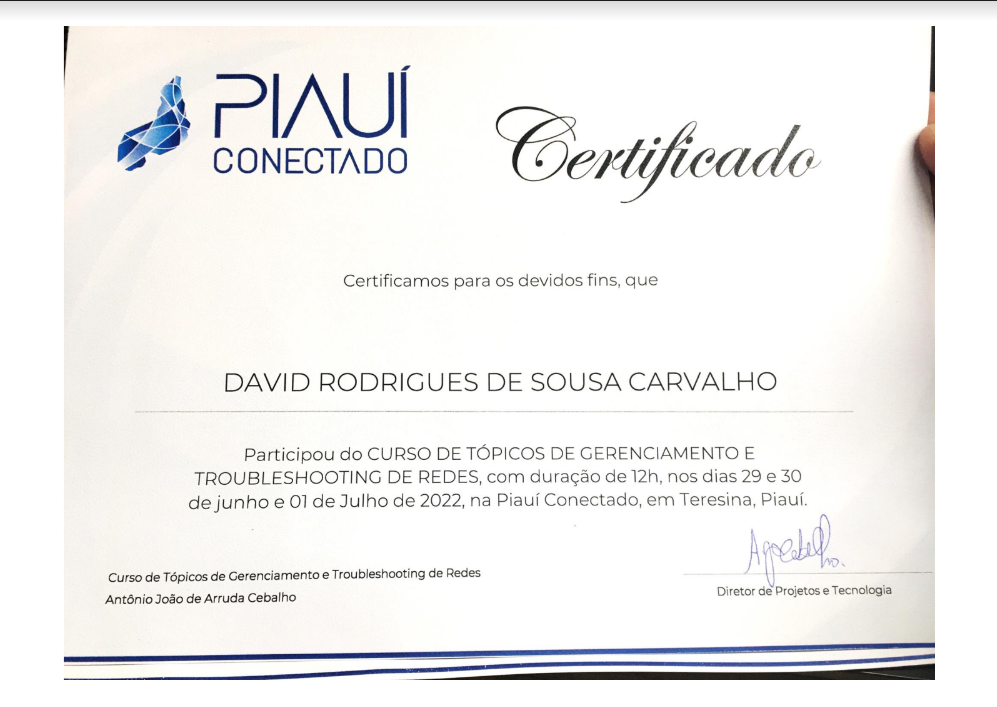 PIAUÍ
CONECTADO
Certificado
Certificamos para os devidos fins, que
DAVID RODRIGUES DE SOUSA CARVALHO
Participou do CURSO DE TÓPICOS DE GERENCIAMENTO E
TROUBLESHOOTING DE REDES, com duração de 12h, nos dias 29 e 30
de junho e 01 de Julho de 2022, na Piauí Conectado, em Teresina, Piauí.
Curso de Tópicos de Gerenciamento e Troubleshooting de Redes
Antônio João de Arruda Cebalho
Diretor de Projetos e Tecnologia